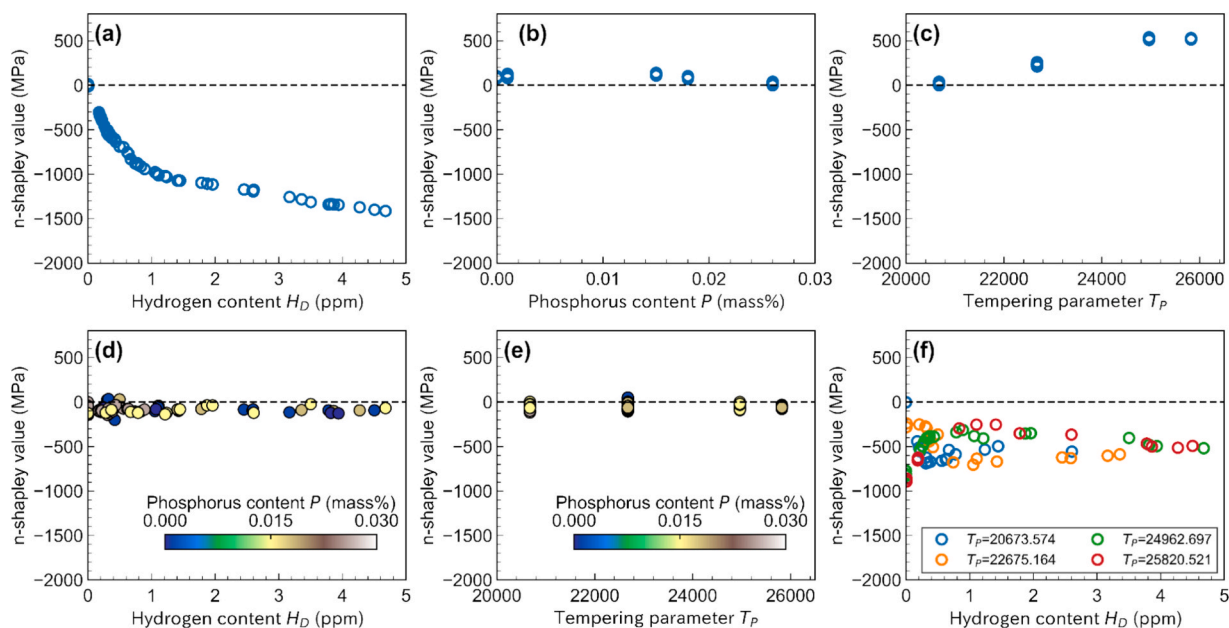 (a)
n-shapley value (MPa)
500
0
−500
−1000
−1500
−2000
0 1 2 3 4 5
Hydrogen content H_D (ppm)
(b)
n-shapley value (MPa)
500
0
−500
−1000
−1500
−2000
0.00 0.01 0.02 0.03
Phosphorus content P (mass%)
(c)
n-shapley value (MPa)
500
0
−500
−1000
−1500
−2000
20000 22000 24000 26000
Tempering parameter T_P
(d)
n-shapley value (MPa)
500
0
−500
−1000
−1500
−2000
Phosphorus content P (mass%)
0.000 0.015 0.030
0 1 2 3 4 5
Hydrogen content H_D (ppm)
(e)
n-shapley value (MPa)
500
0
−500
−1000
−1500
−2000
Phosphorus content P (mass%)
0.000 0.015 0.030
20000 22000 24000 26000
Tempering parameter T_P
(f)
n-shapley value (MPa)
500
0
−500
−1000
−1500
−2000
T_P=20673.574 T_P=24962.697
T_P=22675.164 T_P=25820.521
0 1 2 3 4 5
Hydrogen content H_D (ppm)